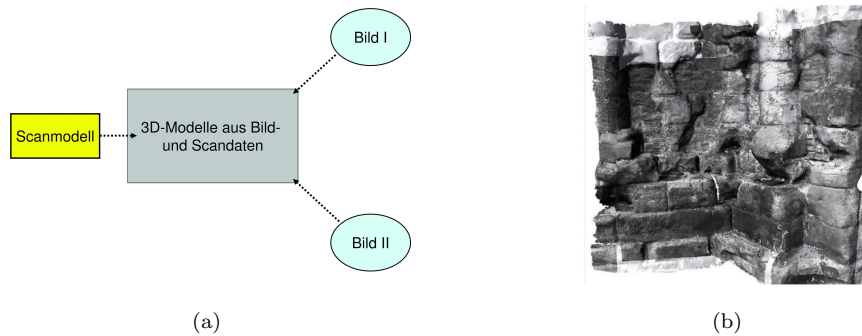 Bild I
Scanmodell
3D-Modelle aus Bild-
und Scandaten
Bild II
(a)
(b)